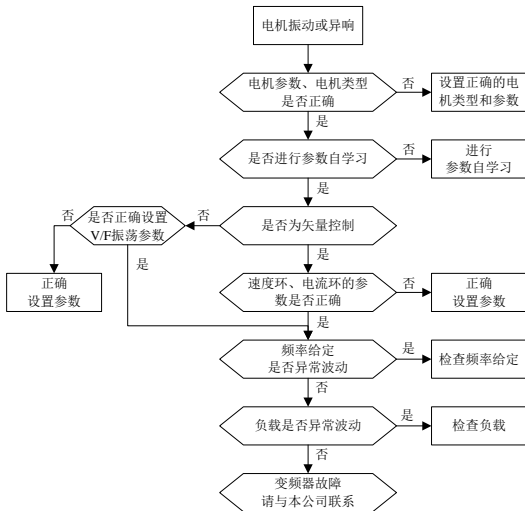 电机振动或异响
电机参数、电机类型
是否正确
否
设置正确的电
机类型和参数
是
是否进行参数自学习
否
进行
参数自学习
是
否
是否正确设置
V/F振荡参数
否
是否为矢量控制
是
是
正确
设置参数
速度环、电流环的参
数是否正确
否
正确
设置参数
是
频率给定
是否异常波动
是
检查频率给定
否
负载是否异常波动
是
检查负载
否
变频器故障
请与本公司联系